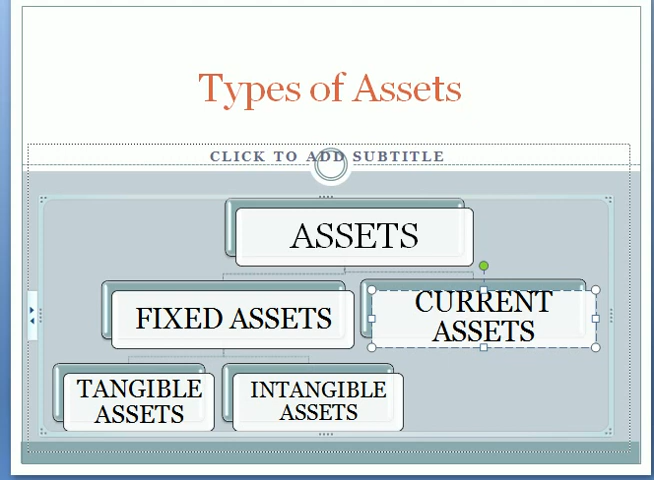 Types of Assets
CLICK TO ADD SUBTITLE
ASSETS
FIXED ASSETS
CURRENT
ASSETS
TANGIBLE
ASSETS
INTANGIBLE
ASSETS